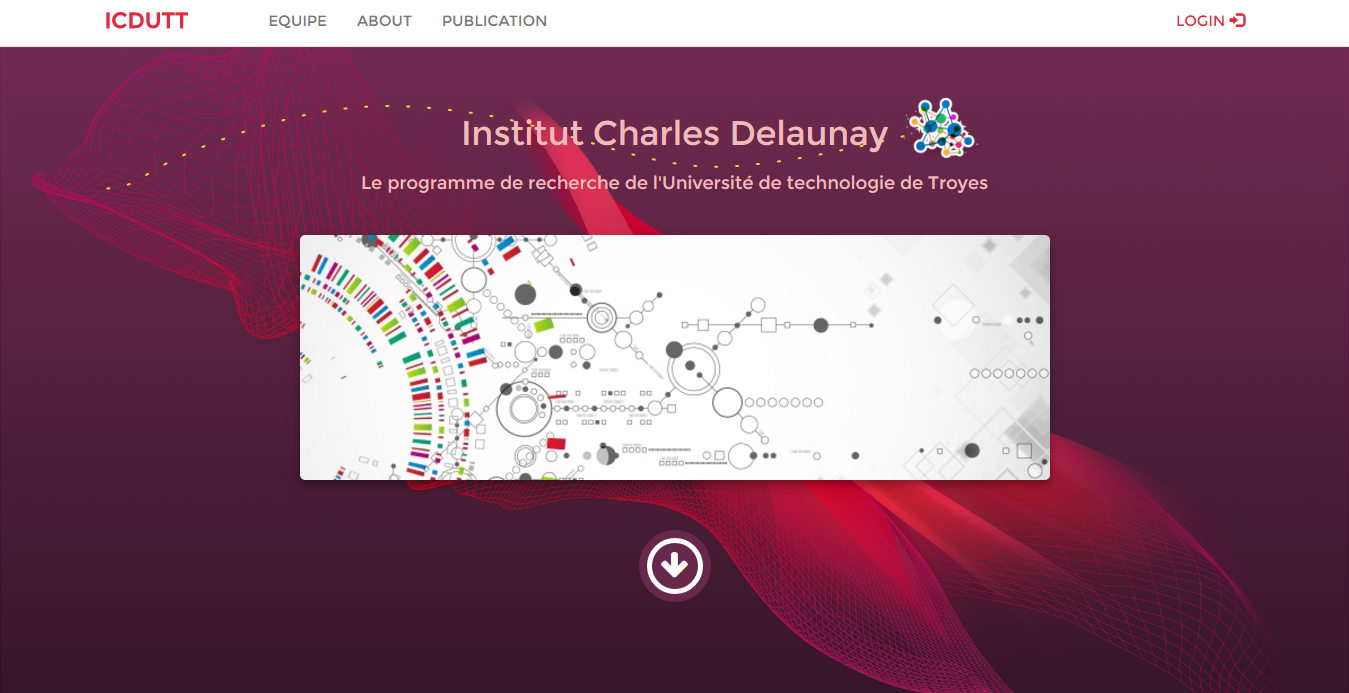 ICDUTT
EQUIPE
ABOUT
PUBLICATION
LOGIN
Institut Charles Delaunay
Le programme de recherche de l'Université de technologie de Troyes